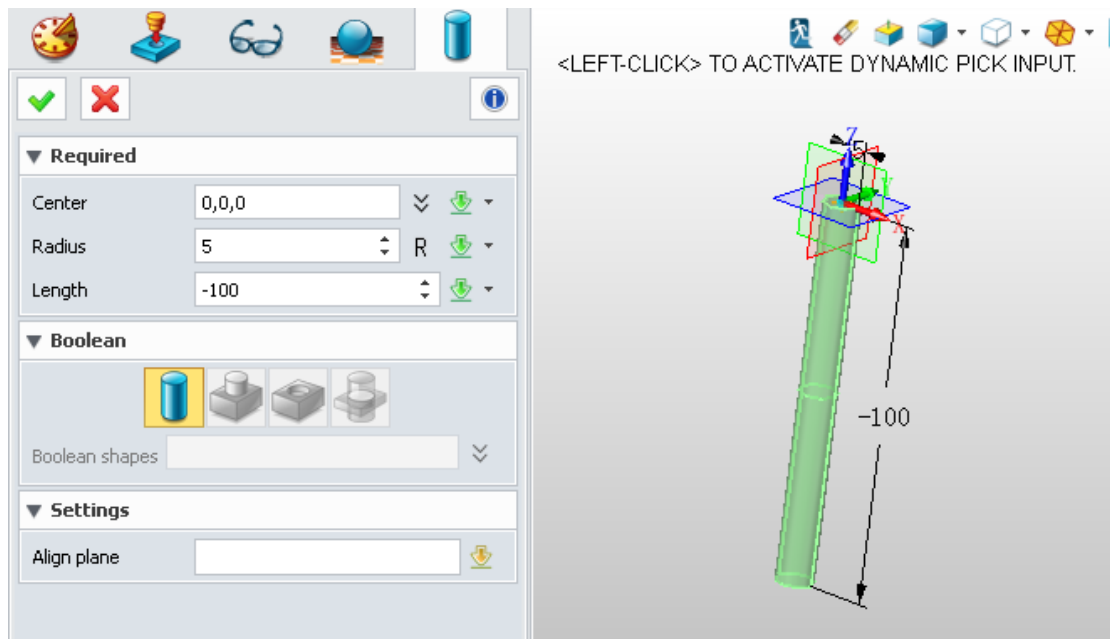 <LEFT-CLICK> TO ACTIVATE DYNAMIC PICK INPUT.
Required
Center 0,0,0
Radius 5 R
Length -100
Boolean
Boolean shapes
Settings
Align plane
Z
5
Y
X
-100